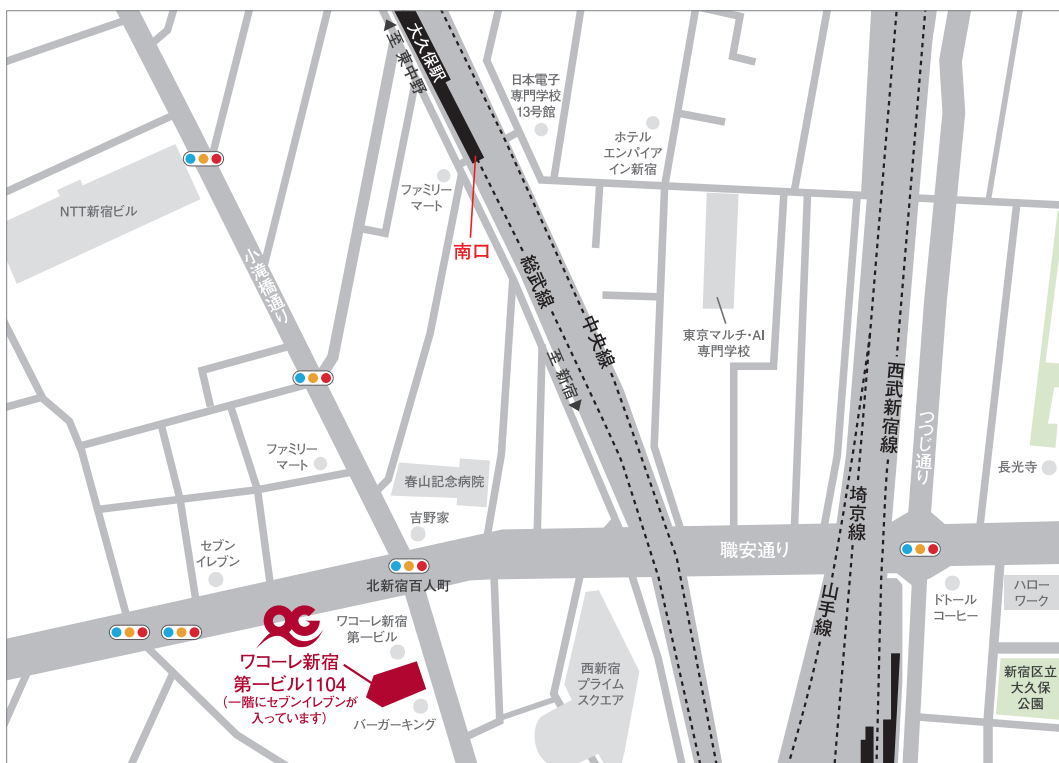 大久保駅
至 東中野
日本電子
専門学校
13号館
ホテル
エンパイア
イン新宿
NTT新宿ビル
ファミリー
マート
南口
小滝橋通り
総武線
中央線
至 新宿
東京マルチ・AI
専門学校
西武新宿線
つつじ通り
長光寺
ファミリー
マート
春山記念病院
吉野家
埼京線
職安通り
セブン
イレブン
北新宿百人町
山手線
ドトール
コーヒー
ハロー
ワーク
ワコーレ新宿
第一ビル
ワコーレ新宿
第一ビル1104
(一階にセブンイレブンが
入っています)
バーガーキング
西新宿
プライム
スクエア
新宿区立
大久保
公園